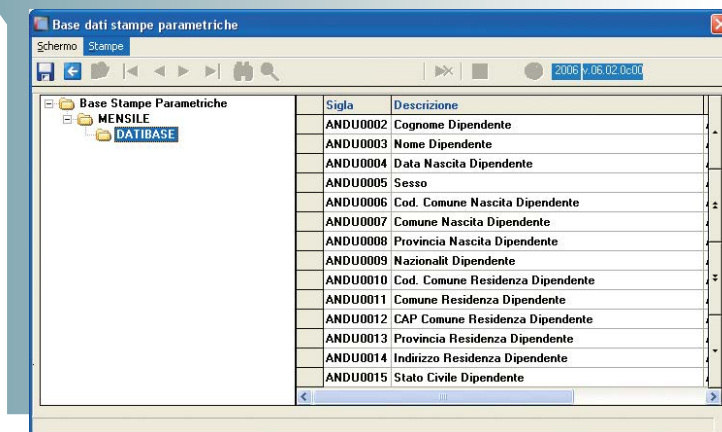 Base dati stampe parametriche
Schermo Stampe
2006 v.06.02.0c00
Base Stampe Parametriche
MENSILE
DATIBASE
Sigla Descrizione
ANDU0002 Cognome Dipendente
ANDU0003 Nome Dipendente
ANDU0004 Data Nascita Dipendente
ANDU0005 Sesso
ANDU0006 Cod. Comune Nascita Dipendente
ANDU0007 Comune Nascita Dipendente
ANDU0008 Provincia Nascita Dipendente
ANDU0009 Nazionalit Dipendente
ANDU0010 Cod. Comune Residenza Dipendente
ANDU0011 Comune Residenza Dipendente
ANDU0012 CAP Comune Residenza Dipendente
ANDU0013 Provincia Residenza Dipendente
ANDU0014 Indirizzo Residenza Dipendente
ANDU0015 Stato Civile Dipendente